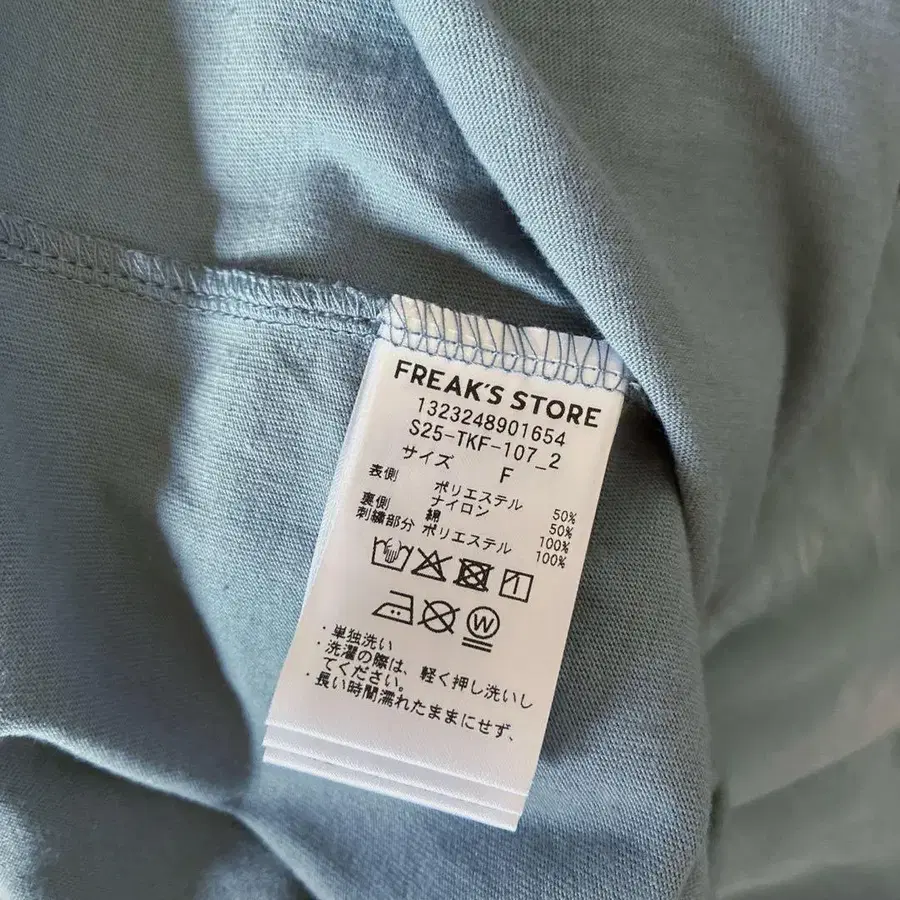 FREAK'S STORE
1323248901654
S25-TKF-107_2
サイズ F
表側 ポリエステル 50%
ナイロン 50%
裏側 綿 100%
刺繍部分 ポリエステル 100%
W
・単独洗い
・洗濯の際は、軽く押し洗いし
てください。
・長い時間濡れたままにせず、